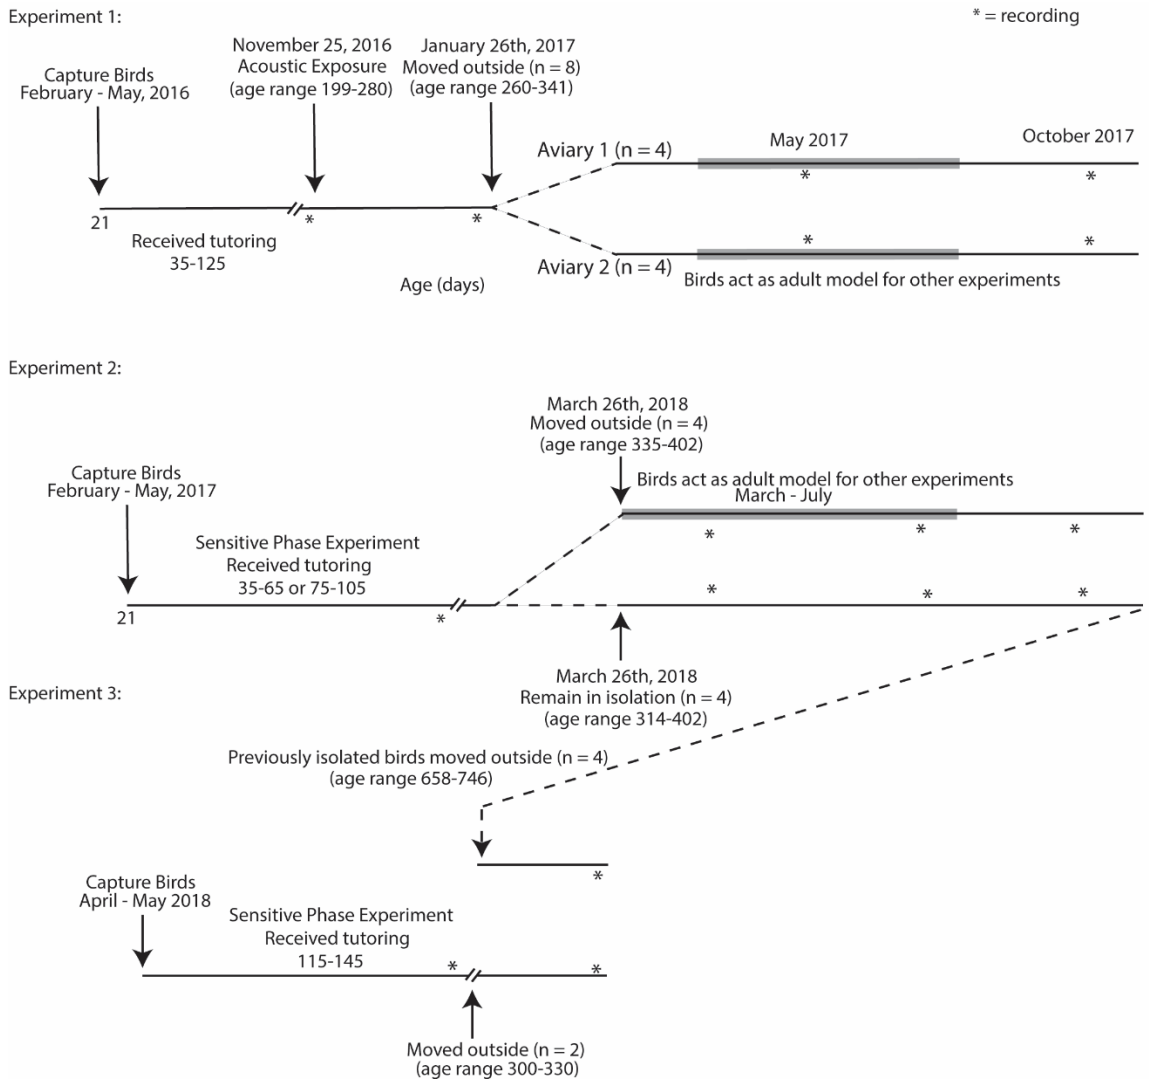 Experiment 1:
* = recording
November 25, 2016
Acoustic Exposure
(age range 199-280)
January 26th, 2017
Moved outside (n = 8)
(age range 260-341)
Capture Birds
February - May, 2016
Aviary 1 (n = 4)
May 2017
October 2017
*
*
21
*
*
Received tutoring
35-125
*
*
Aviary 2 (n = 4)
Birds act as adult model for other experiments
Age (days)
Experiment 2:
March 26th, 2018
Moved outside (n = 4)
(age range 335-402)
Capture Birds
February - May, 2017
Birds act as adult model for other experiments
March - July
*
*
*
Sensitive Phase Experiment
Received tutoring
35-65 or 75-105
*
*
*
21
*
March 26th, 2018
Remain in isolation (n = 4)
(age range 314-402)
Experiment 3:
Previously isolated birds moved outside (n = 4)
(age range 658-746)
*
Capture Birds
April - May 2018
Sensitive Phase Experiment
Received tutoring
115-145
*
*
Moved outside (n = 2)
(age range 300-330)